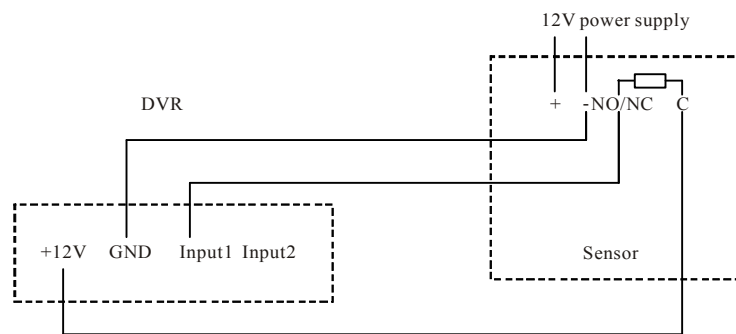 12V power supply
DVR
+ -NO/NC C
+12V GND Input1 Input2
Sensor